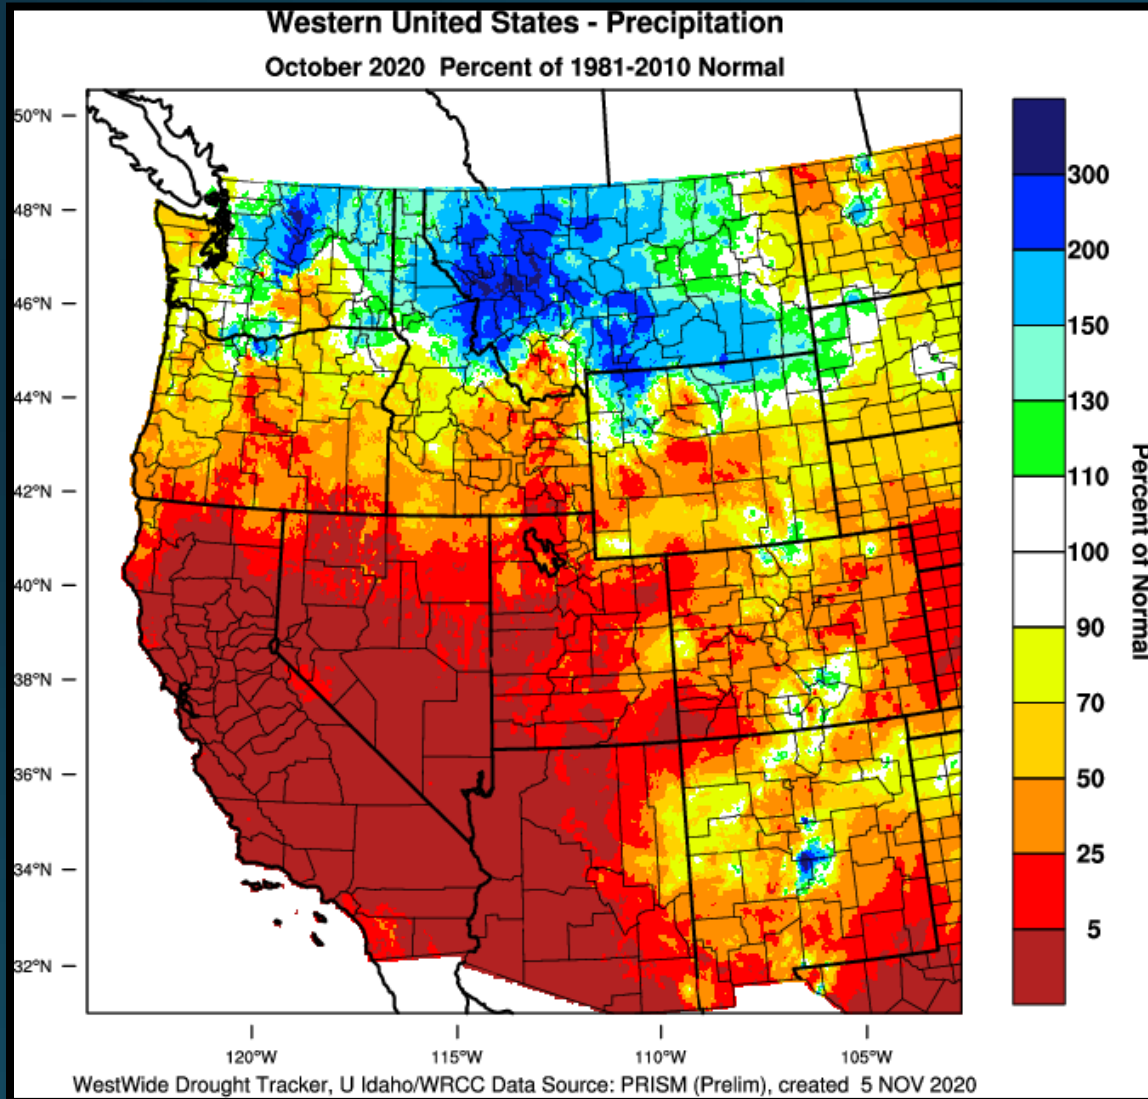 Western United States - Precipitation
October 2020 Percent of 1981-2010 Normal
50°N
48°N
46°N
44°N
42°N
40°N
38°N
36°N
34°N
32°N
120°W
115°W
110°W
105°W
300
200
150
130
110
100
90
70
50
25
5
Percent of Normal
WestWide Drought Tracker, U Idaho/WRCC Data Source: PRISM (Prelim), created 5 NOV 2020